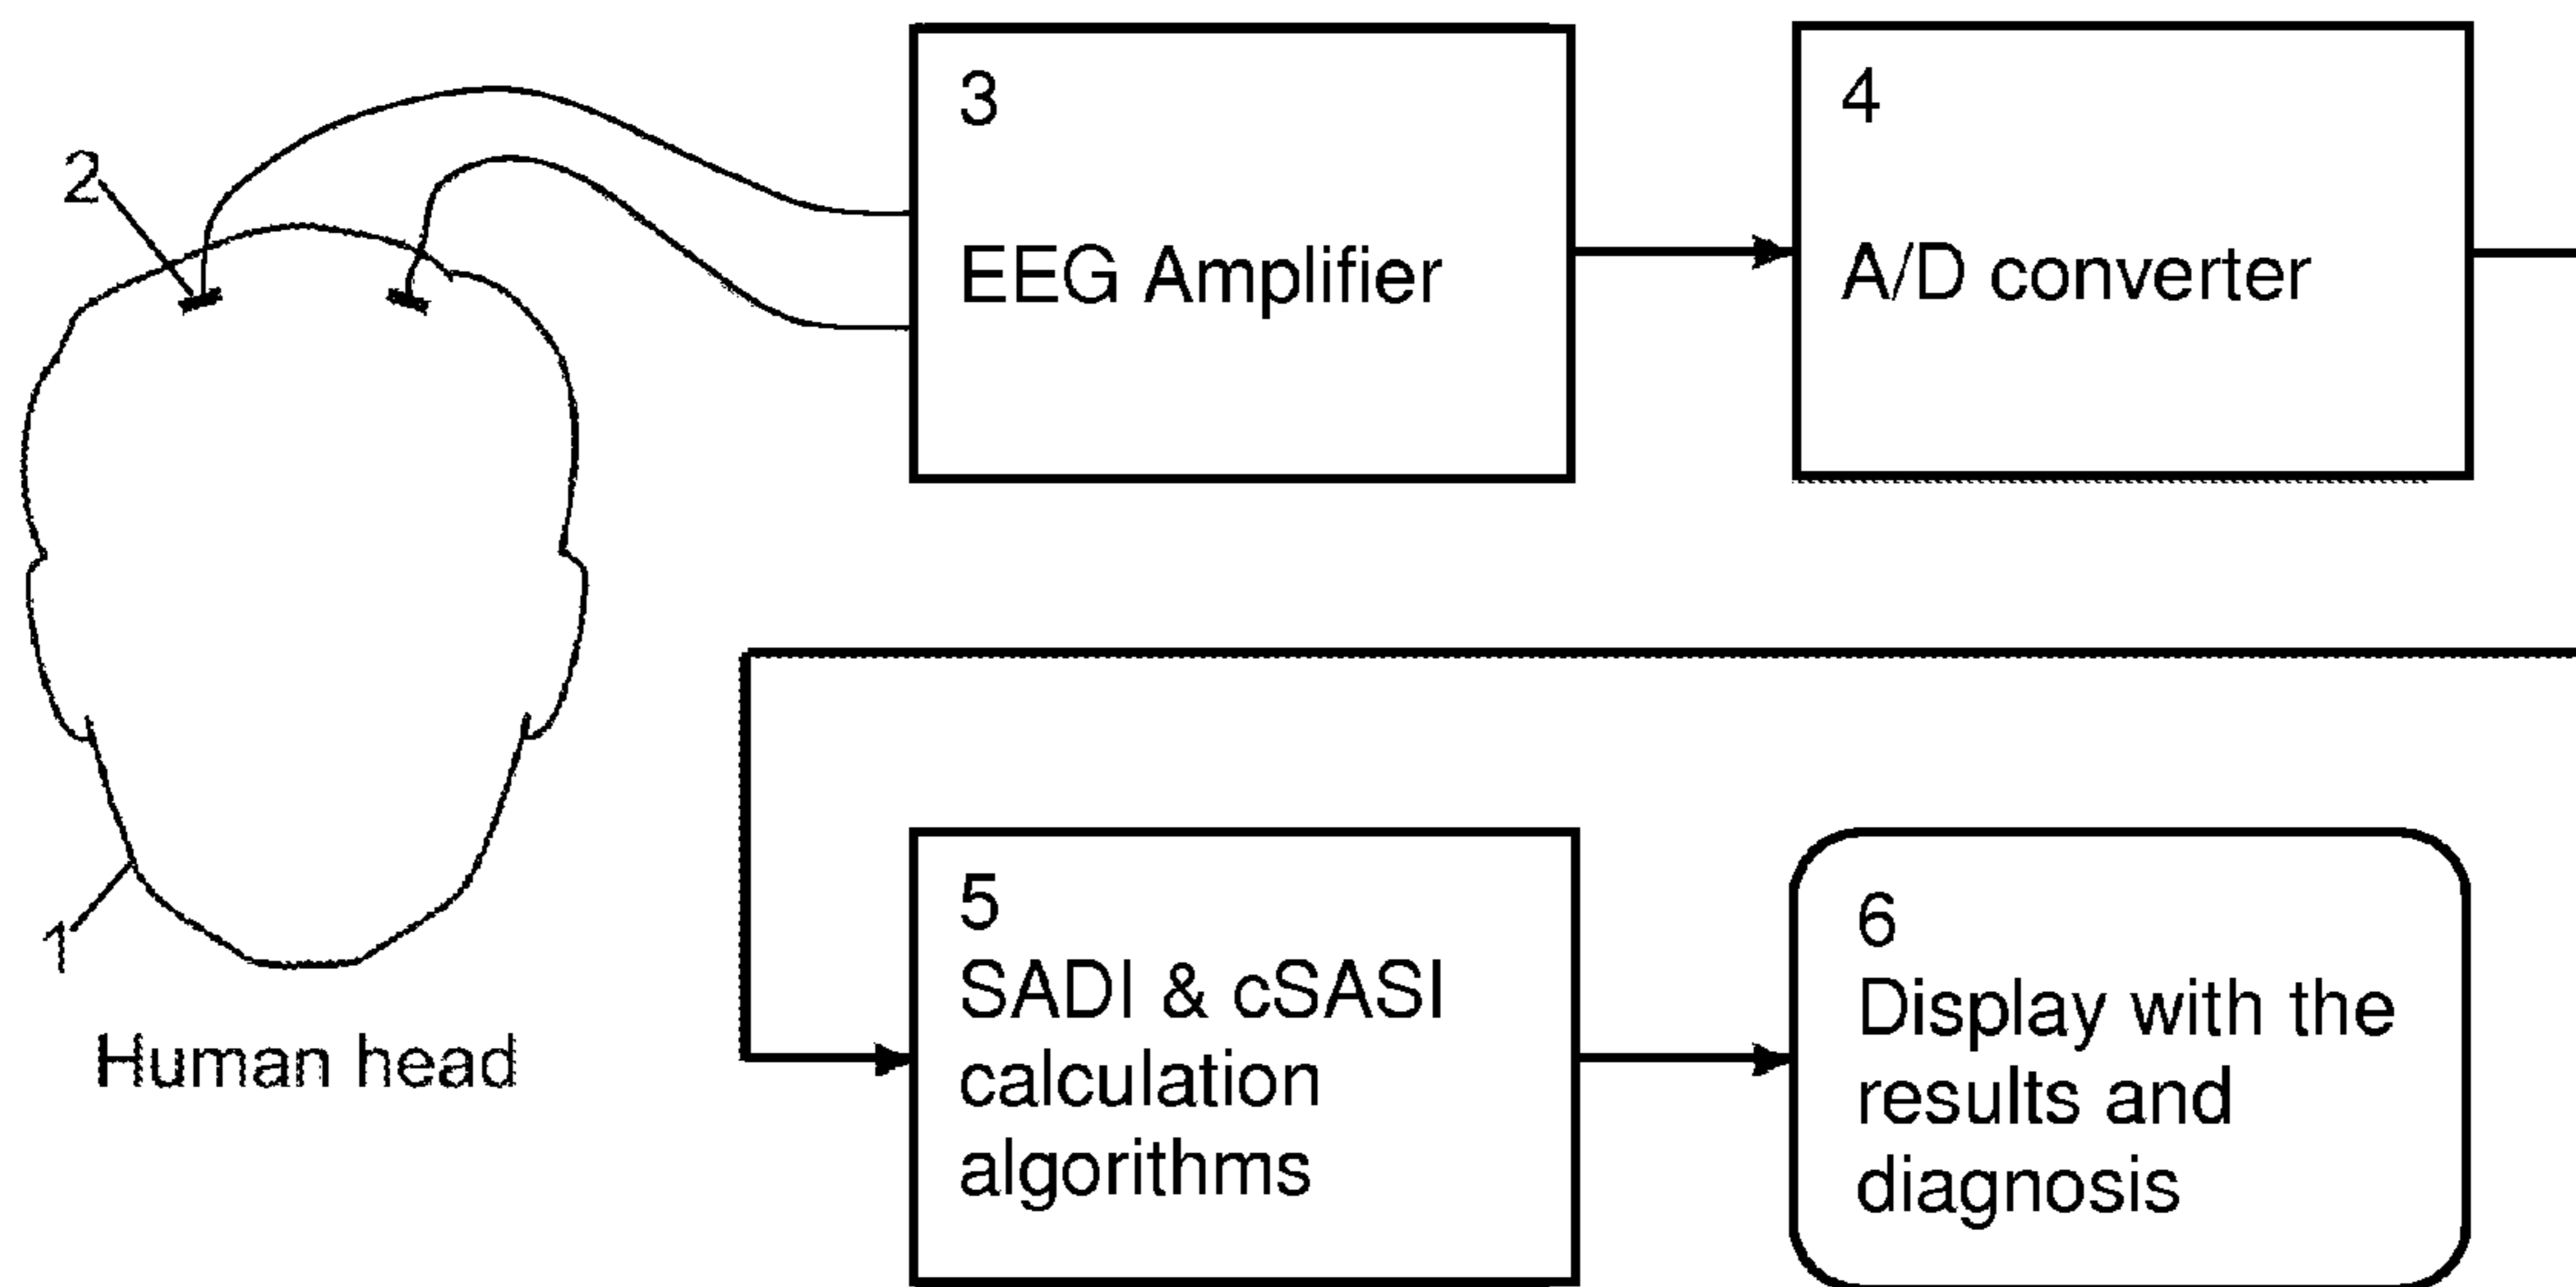 2
1
Human head
3
EEG Amplifier
4
A/D converter
5
SADI & cSASI
calculation
algorithms
6
Display with the
results and
diagnosis